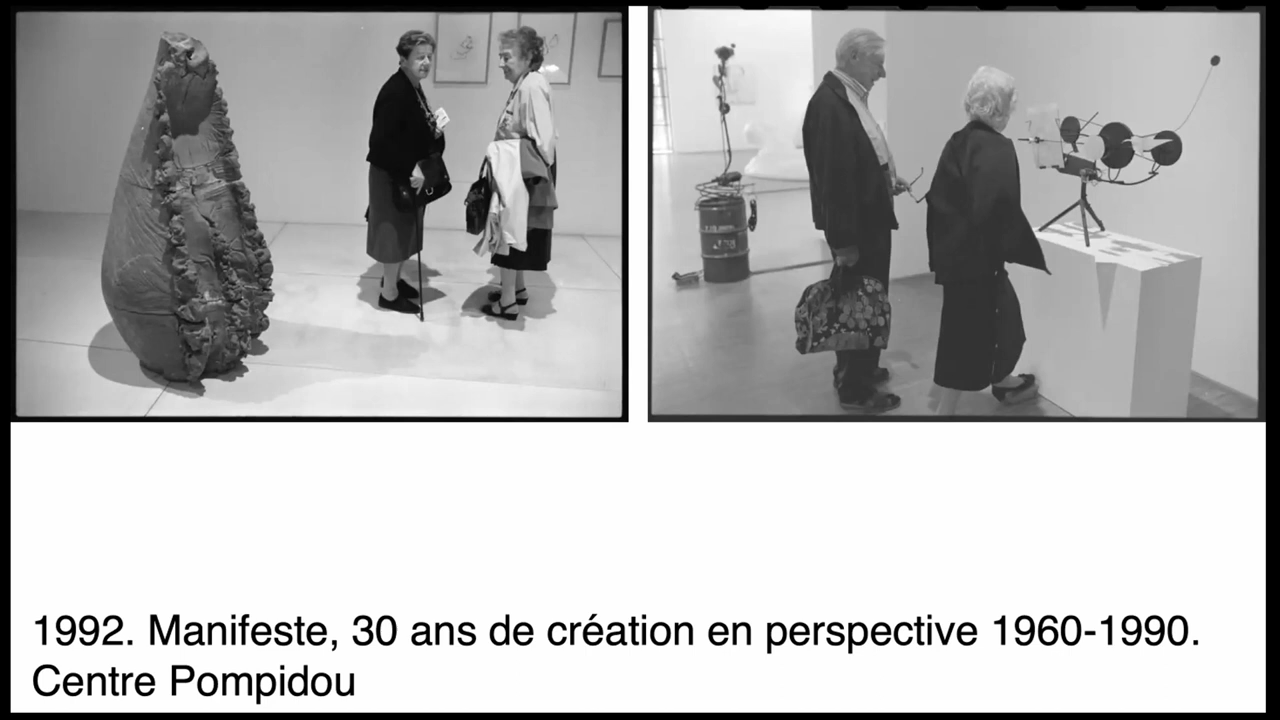 1992. Manifeste, 30 ans de création en perspective 1960-1990.
Centre Pompidou